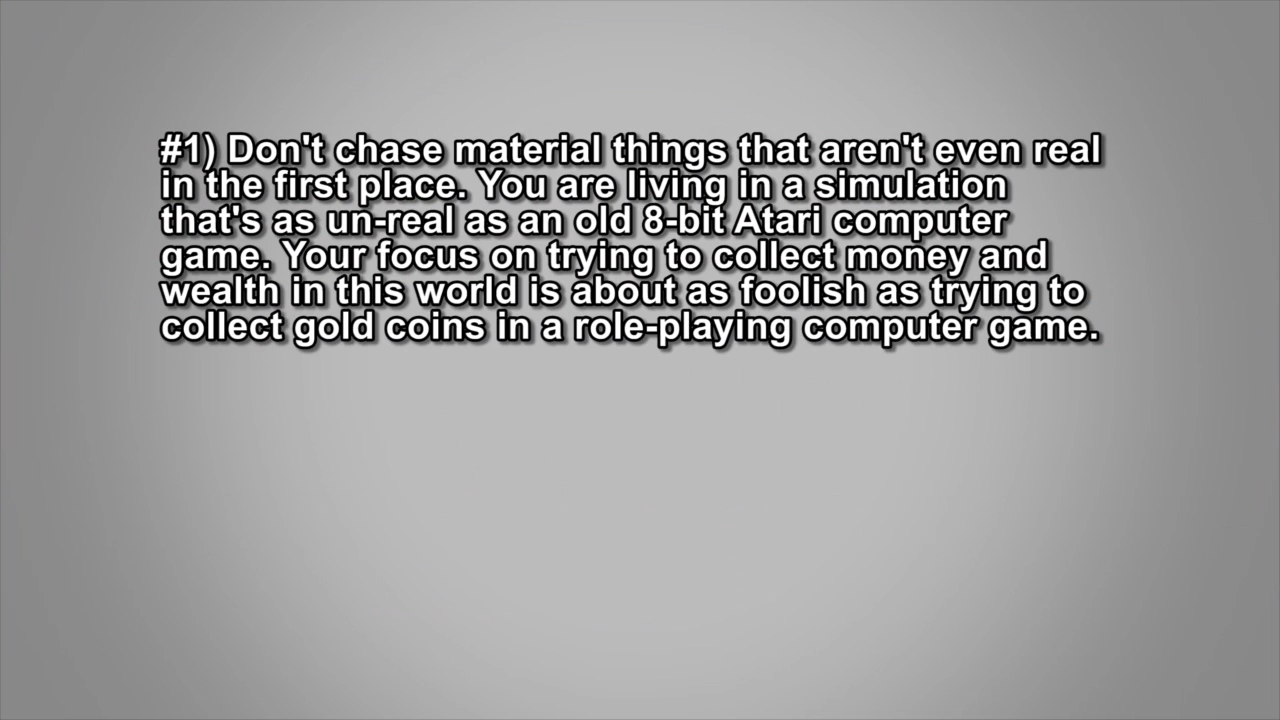 #1) Don't chase material things that aren't even real
in the first place. You are living in a simulation
that's as un-real as an old 8-bit Atari computer
game. Your focus on trying to collect money and
wealth in this world is about as foolish as trying to
collect gold coins in a role-playing computer game.